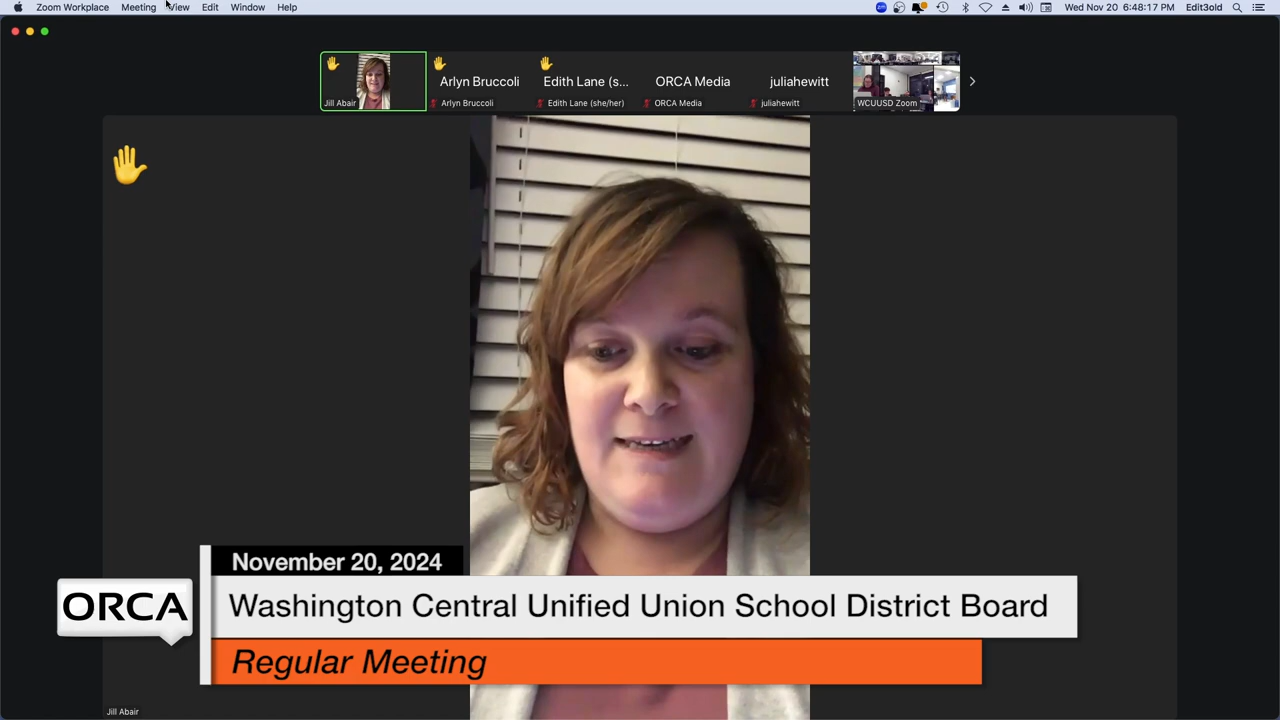 Zoom Workplace Meeting View Edit Window Help
Wed Nov 20 6:48:17 PM Edit3old
Arlyn Bruccoli
Edith Lane (s...
ORCA Media
juliahewitt
Jill Abair
Arlyn Bruccoli
Edith Lane (she/her)
ORCA Media
juliahewitt
WCUUSD Zoom
November 20, 2024
ORCA
Washington Central Unified Union School District Board
Regular Meeting
Jill Abair